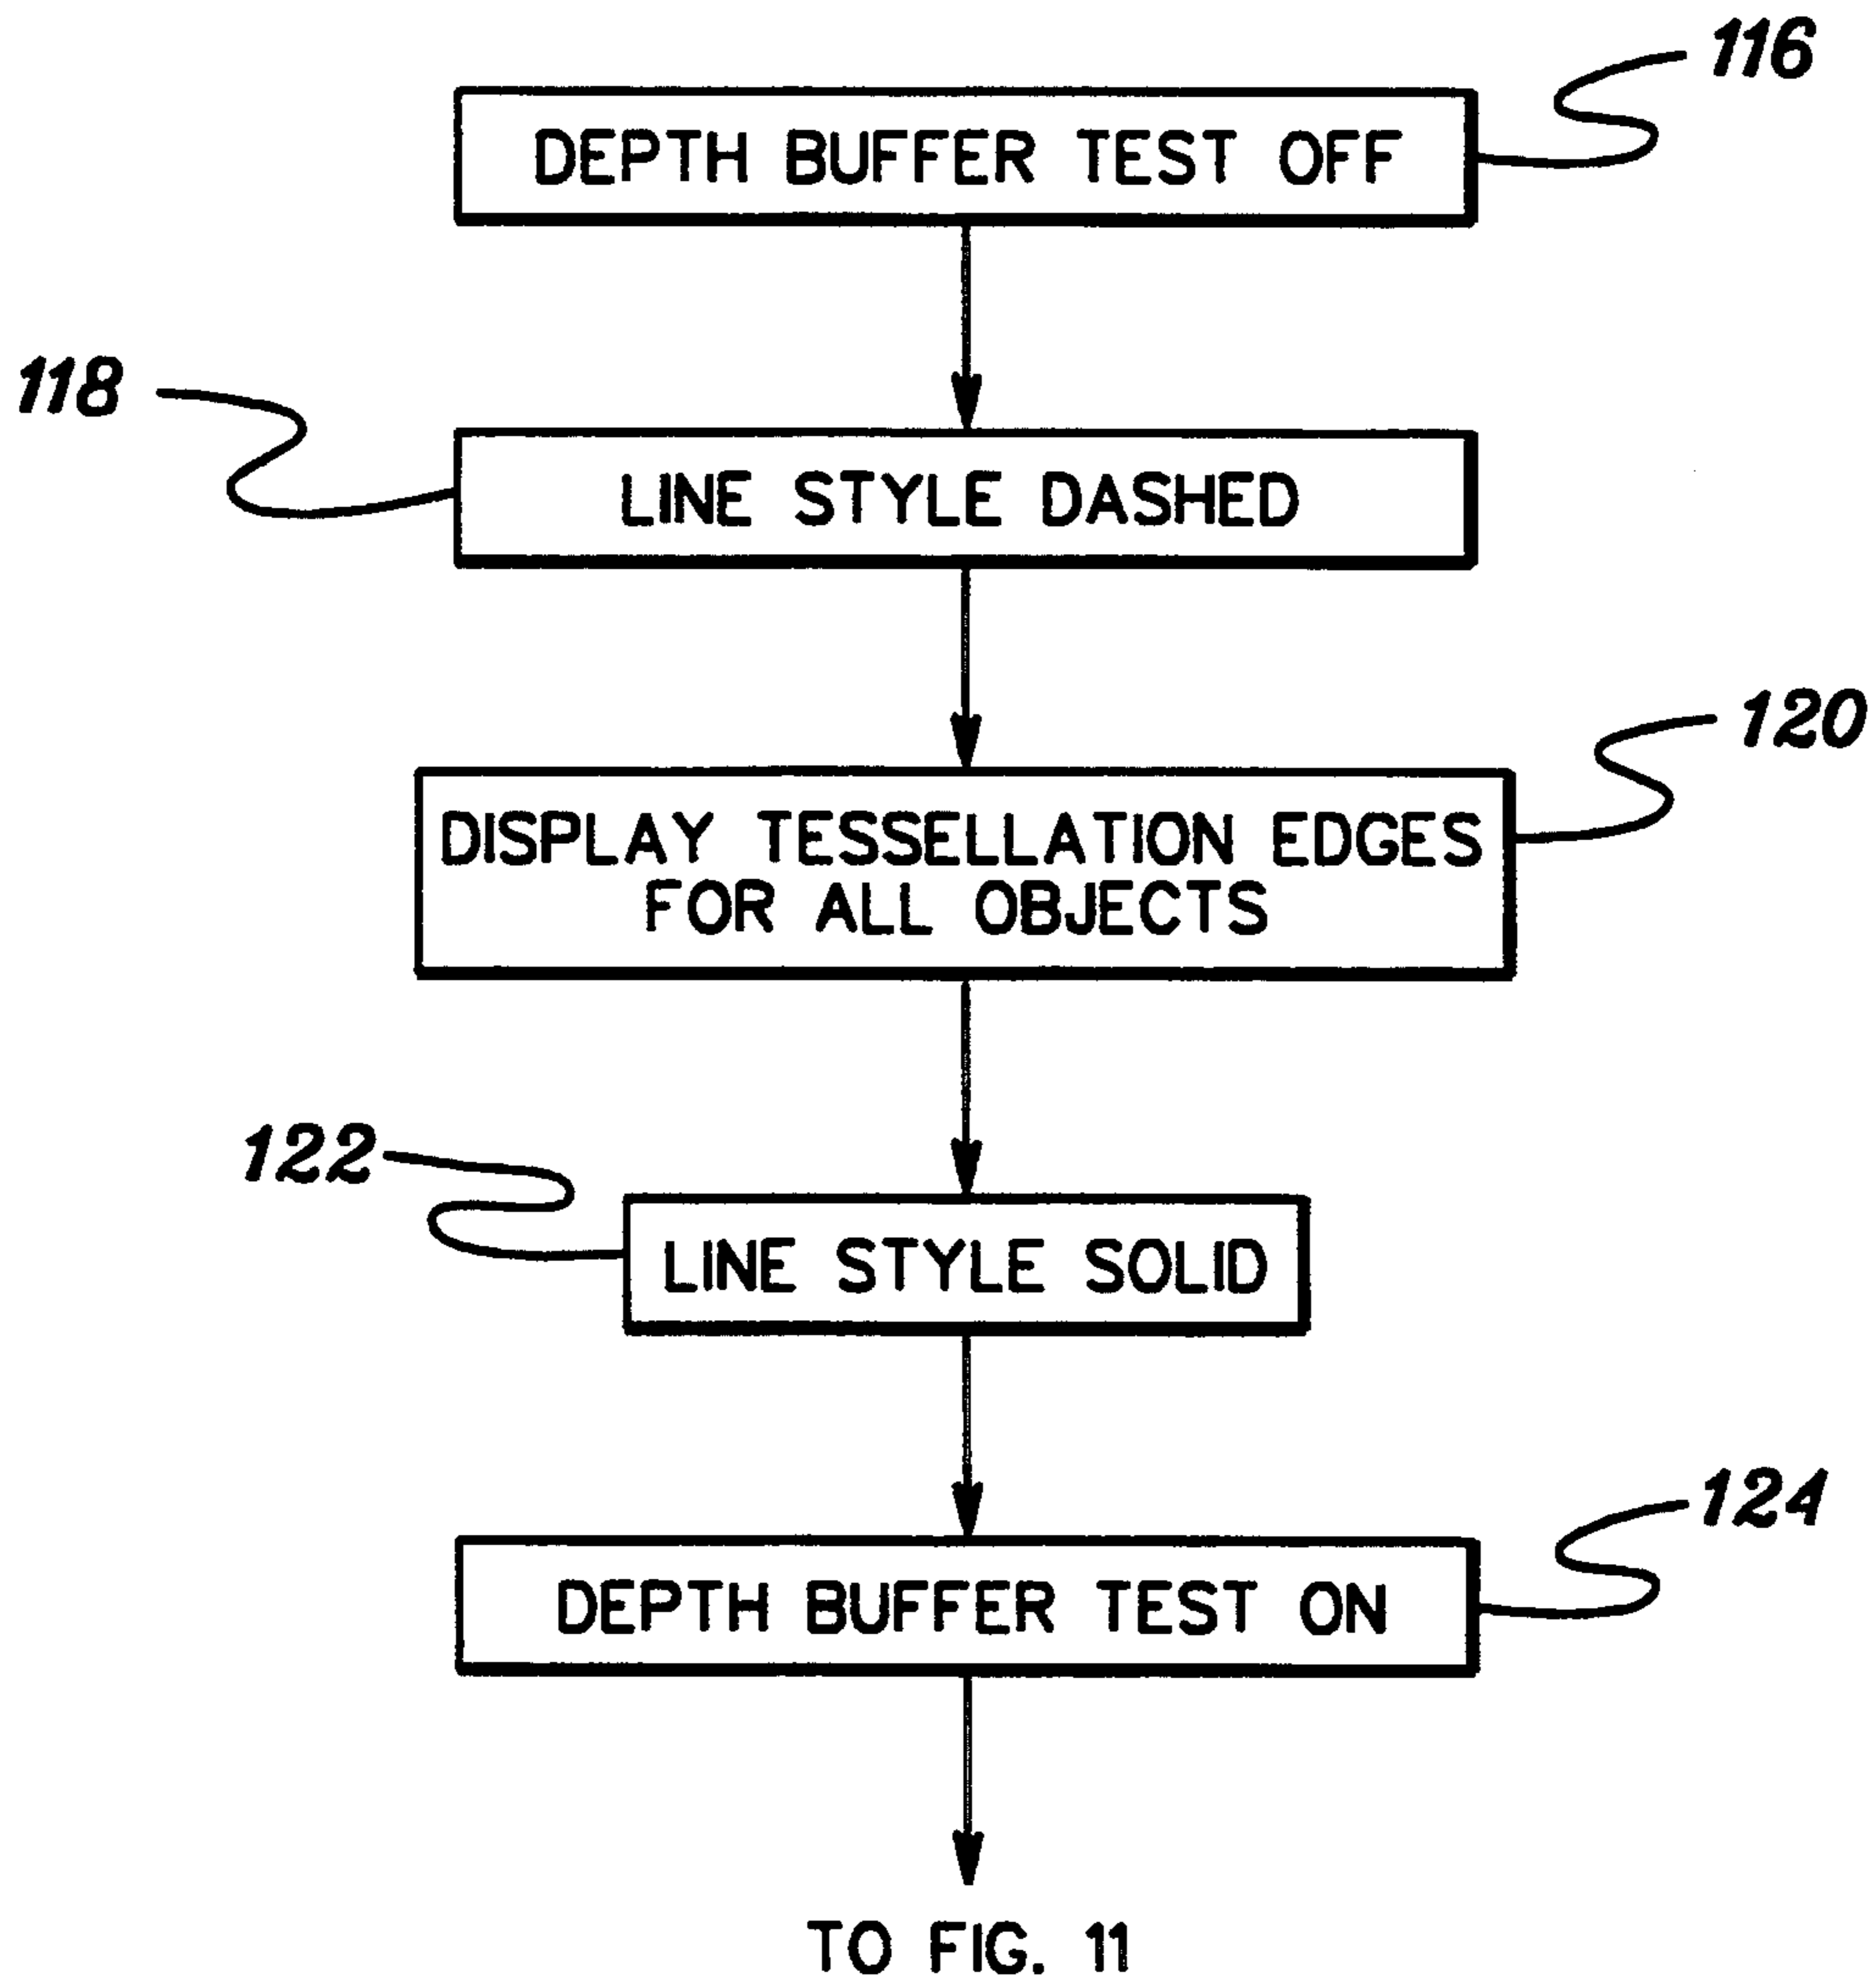 116
DEPTH BUFFER TEST OFF
118
LINE STYLE DASHED
120
DISPLAY TESSELLATION EDGES
FOR ALL OBJECTS
122
LINE STYLE SOLID
124
DEPTH BUFFER TEST ON
TO FIG. 11